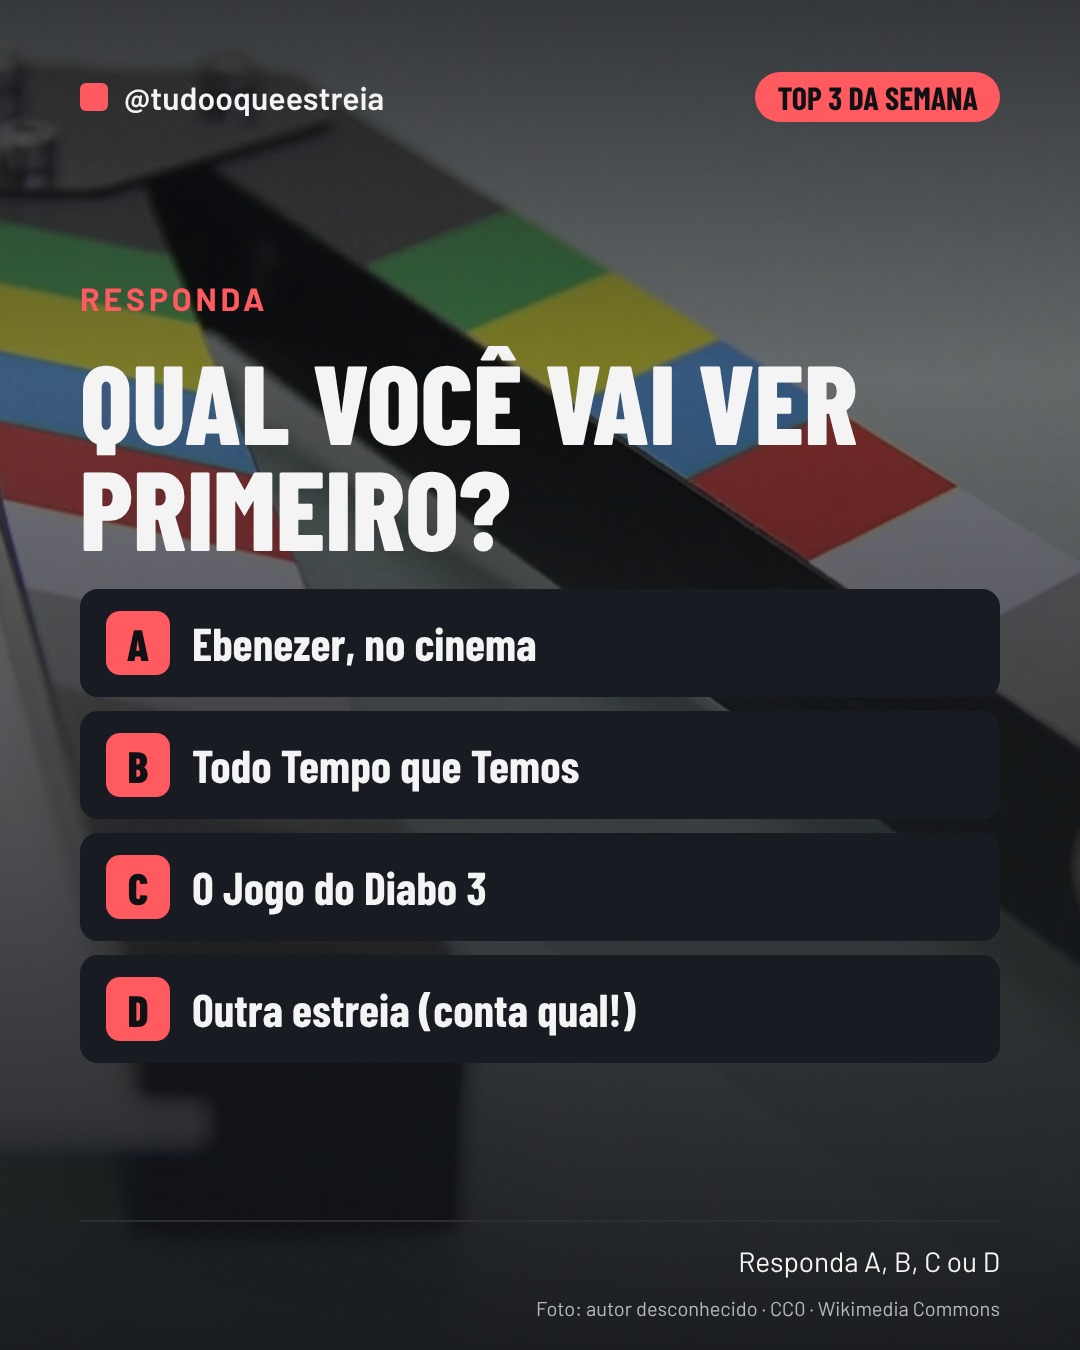 @tudooqueestreia
TOP 3 DA SEMANA
RESPONDA
QUAL VOCÊ VAI VER
PRIMEIRO?
A Ebenezer, no cinema
B Todo Tempo que Temos
C O Jogo do Diabo 3
D Outra estreia (conta qual!)
Responda A, B, C ou D
Foto: autor desconhecido · CC0 · Wikimedia Commons